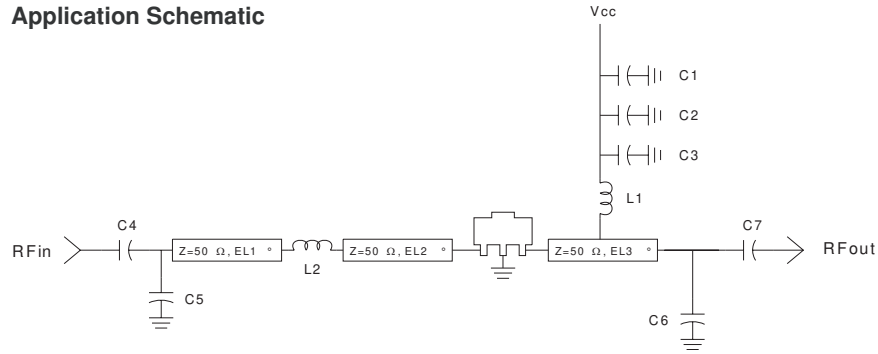 Application Schematic
Vcc
C1
C2
C3
L1
C4
C7
RFin
Z=50 Ω, EL1 °
Z=50 Ω, EL2 °
Z=50 Ω, EL3 °
RFout
L2
C5
C6